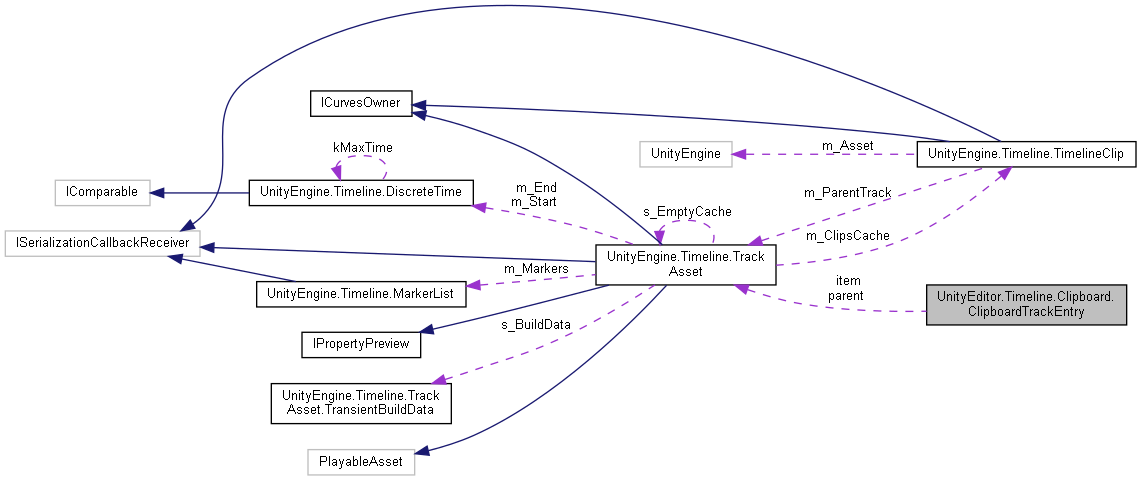 ICurvesOwner
kMaxTime
UnityEngine
m_Asset
UnityEngine.Timeline.TimelineClip
IComparable
UnityEngine.Timeline.DiscreteTime
m_End
m_Start
m_ParentTrack
s_EmptyCache
m_ClipsCache
ISerializationCallbackReceiver
UnityEngine.Timeline.Track
Asset
m_Markers
UnityEngine.Timeline.MarkerList
item
parent
UnityEditor.Timeline.Clipboard.
ClipboardTrackEntry
s_BuildData
IPropertyPreview
UnityEngine.Timeline.Track
Asset.TransientBuildData
PlayableAsset